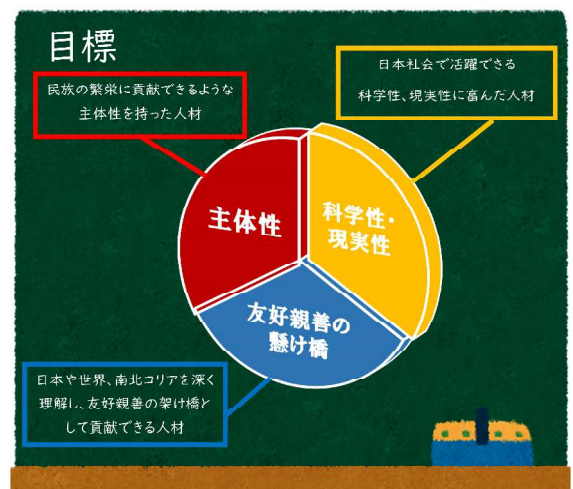 目標
民族の繁栄に貢献できるような
主体性を持った人材
日本社会で活躍できる
科学性、現実性に富んだ人材
主体性
科学性・
現実性
友好親善の
懸け橋
日本や世界、南北コリアを深く
理解し、友好親善の架け橋と
して貢献できる人材